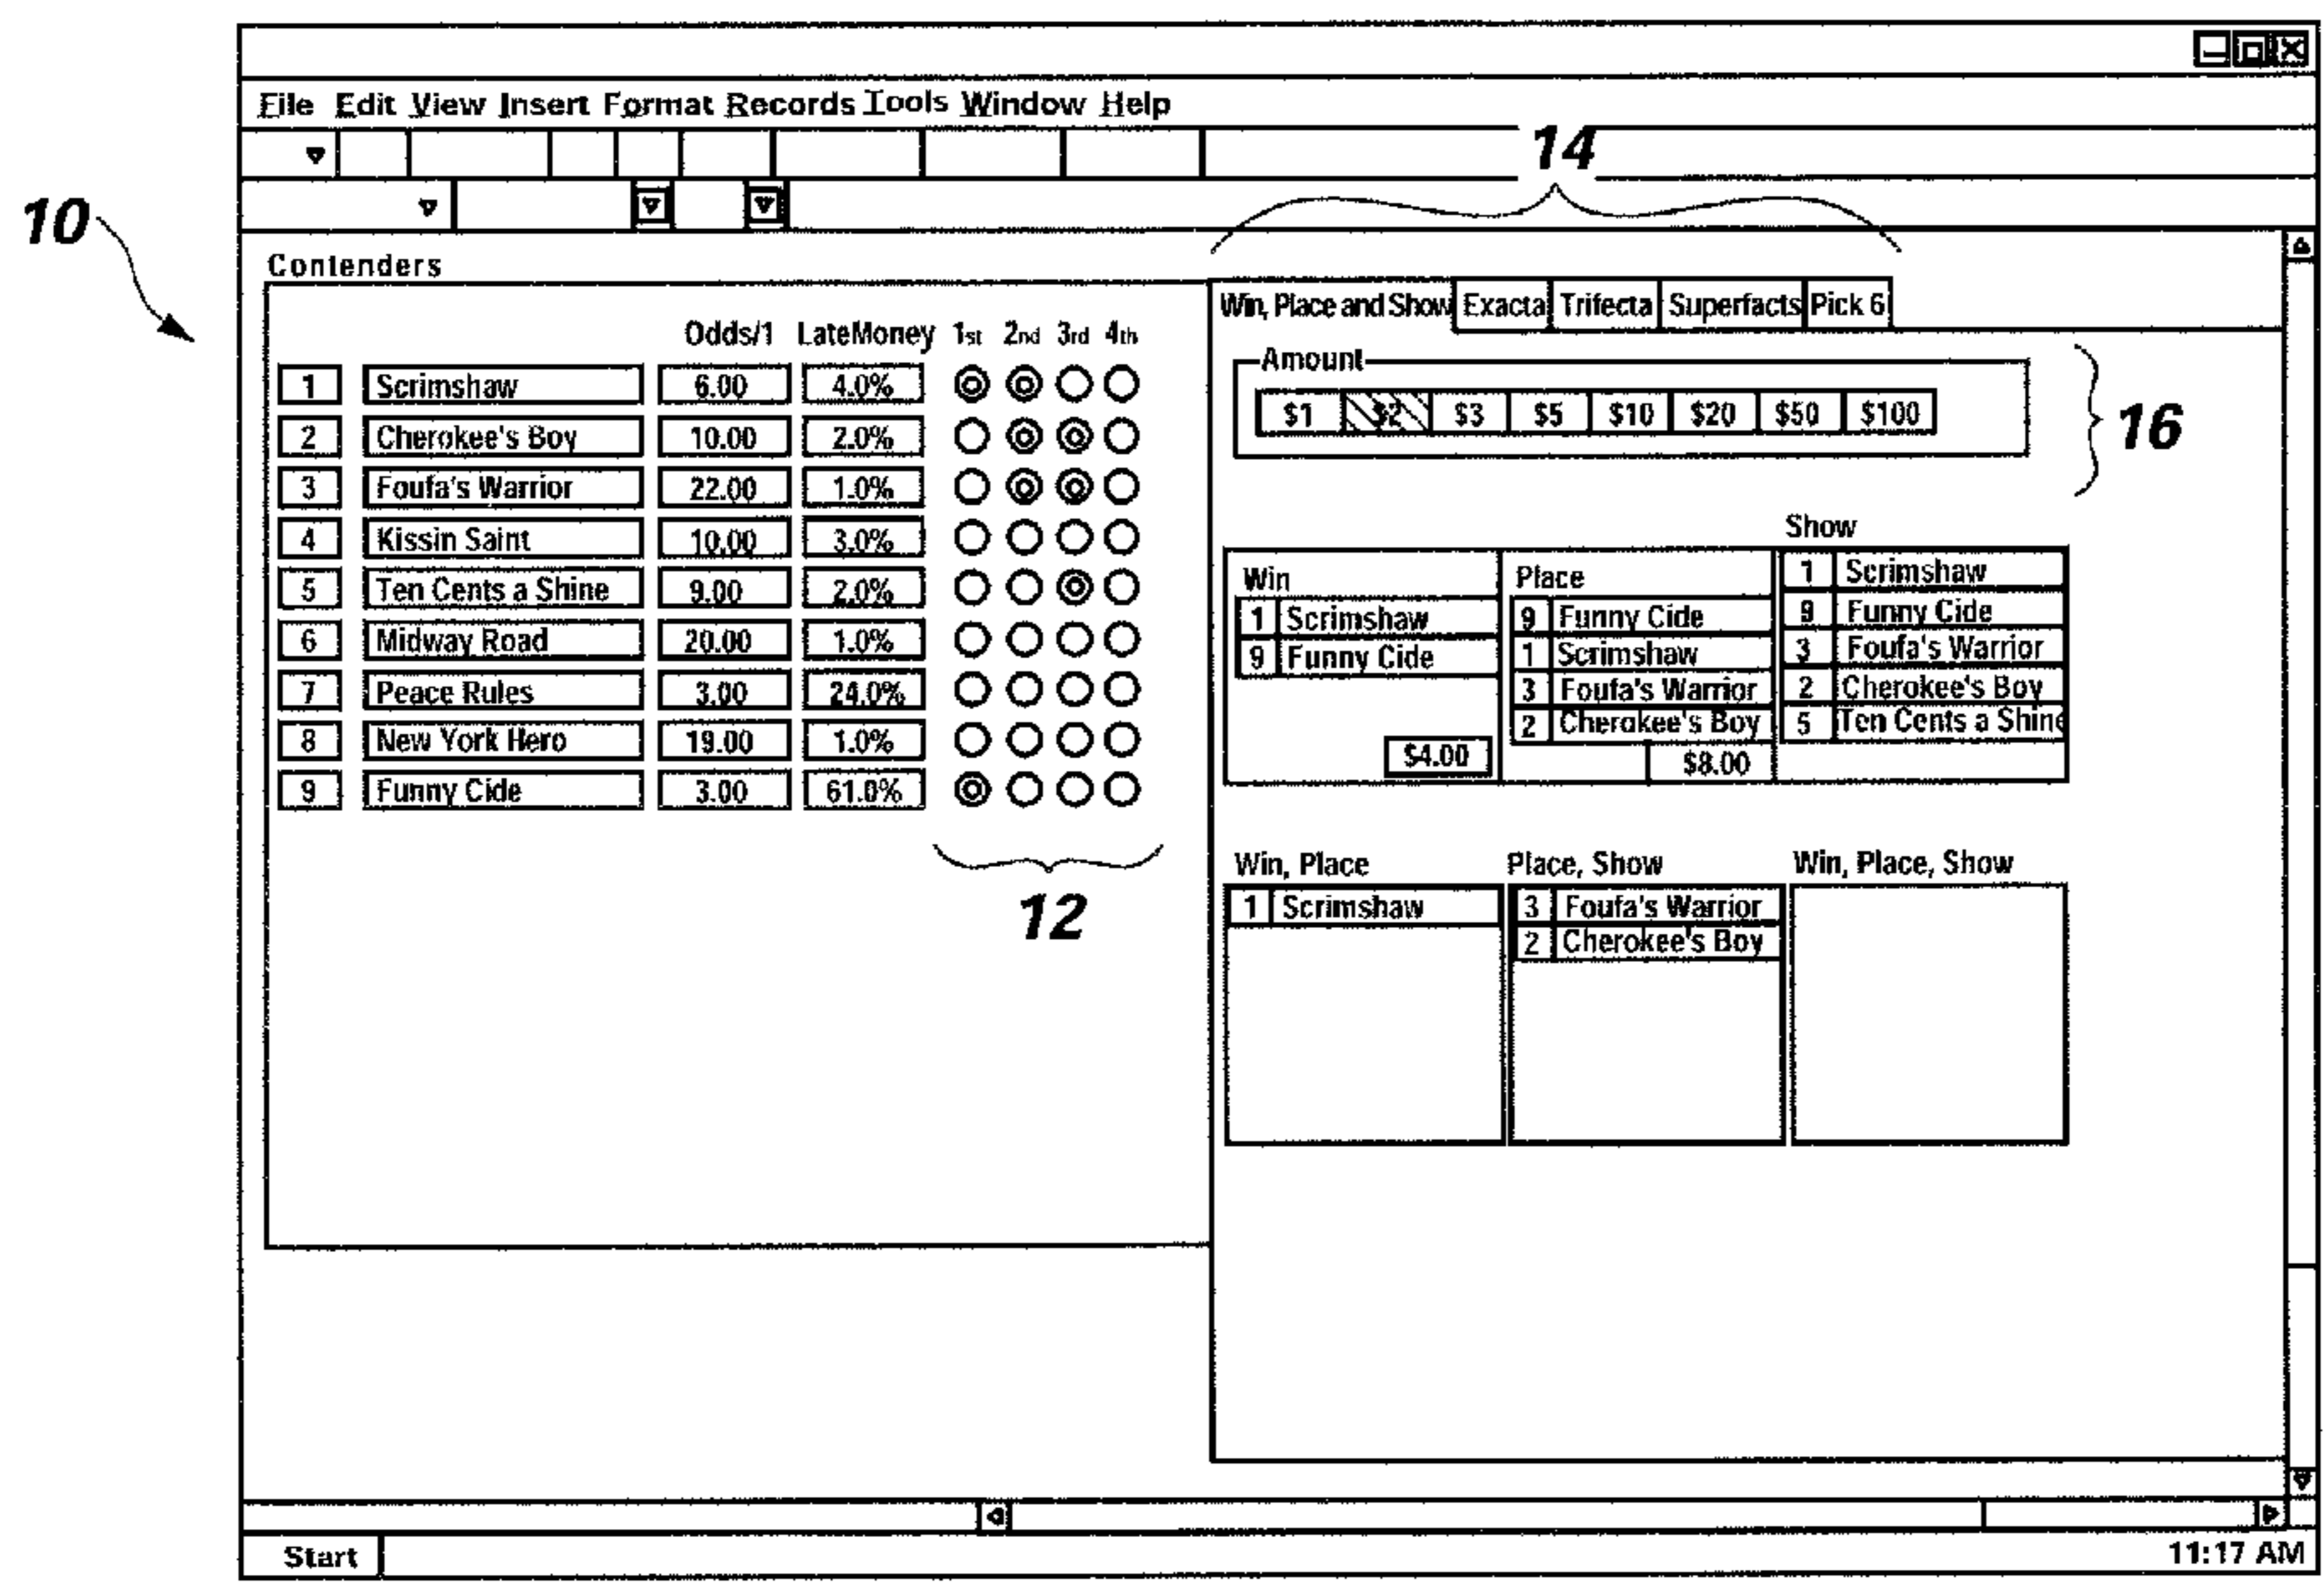 File Edit View Insert Format Records Tools Window Help
14
10
Contenders
Odds/1 LateMoney 1st 2nd 3rd 4th
1 Scrimshaw 6.00 4.0%
2 Cherokee's Boy 10.00 2.0%
3 Foufa's Warrior 22.00 1.0%
4 Kissin Saint 10.00 3.0%
5 Ten Cents a Shine 9.00 2.0%
6 Midway Road 20.00 1.0%
7 Peace Rules 3.00 24.0%
8 New York Hero 19.00 1.0%
9 Funny Cide 3.00 61.0%
12
Win, Place and Show Exacta Trifecta Superfacts Pick 6
Amount
$1 $2 $3 $5 $10 $20 $50 $100
16
Win
1 Scrimshaw
9 Funny Cide
$4.00
Place
9 Funny Cide
1 Scrimshaw
3 Foufa's Warrior
2 Cherokee's Boy
$8.00
Show
1 Scrimshaw
9 Funny Cide
3 Foufa's Warrior
2 Cherokee's Boy
5 Ten Cents a Shine
Win, Place
1 Scrimshaw
Place, Show
3 Foufa's Warrior
2 Cherokee's Boy
Win, Place, Show
Start
11:17 AM